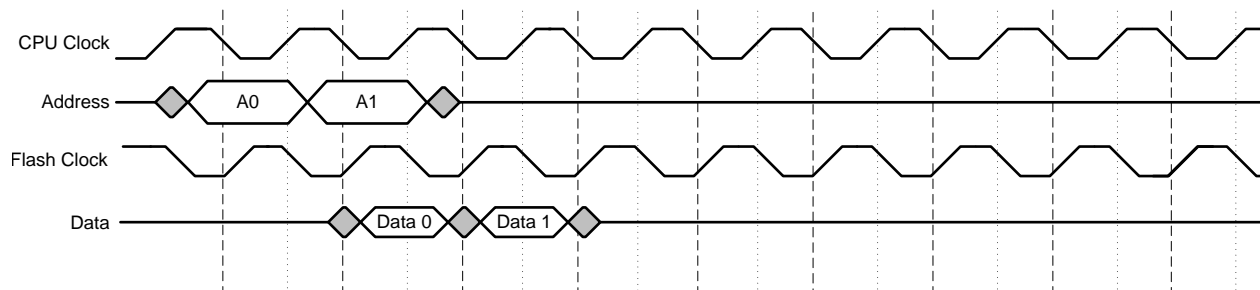 CPU Clock
Address A0 A1
Flash Clock
Data Data 0 Data 1